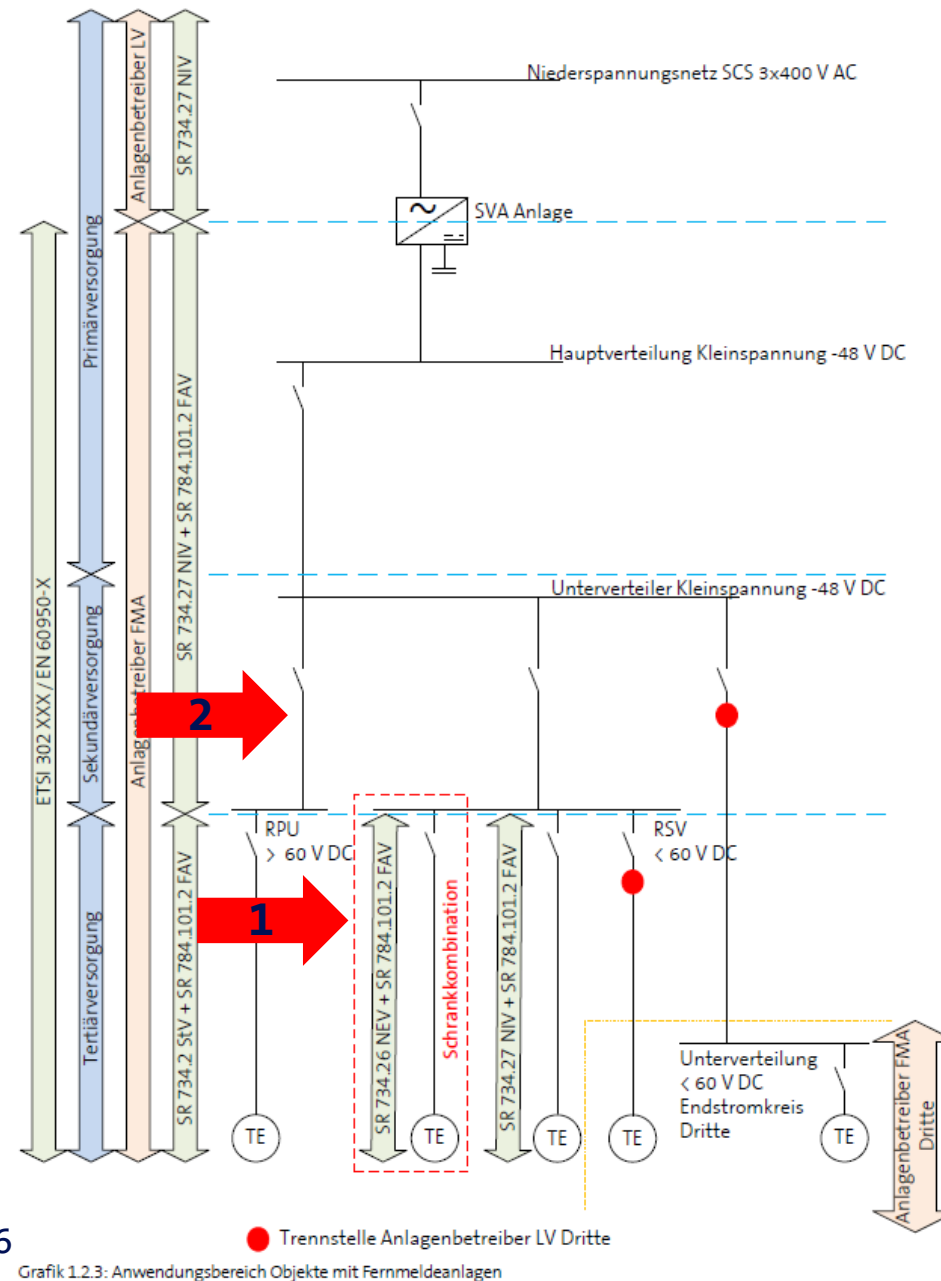 Anlagenbetreiber LV
SR 734.27 NIV
Niederspannungsnetz SCS 3x400 V AC
SVA Anlage
Primärversorgung
Hauptverteilung Kleinspannung -48 V DC
SR 734.27 NIV + SR 784.101.2 FAV
ETSI 302 XXX / EN 60950-X
Unterverteiler Kleinspannung -48 V DC
Sekundärversorgung
Anlagenbetreiber FMA
2
RPU
> 60 V DC
RSV
< 60 V DC
Tertiärversorgung
SR 734.2 StV + SR 784.101.2 FAV
1
SR 734.26 NEV + SR 784.101.2 FAV
Schrankkombination
SR 734.27 NIV + SR 784.101.2 FAV
Unterverteilung
< 60 V DC
Endstromkreis
Dritte
Anlagenbetreiber FMA
Dritte
TE
TE
TE
TE
TE
6
Trennstelle Anlagenbetreiber LV Dritte
Grafik 1.2.3: Anwendungsbereich Objekte mit Fernmeldeanlagen